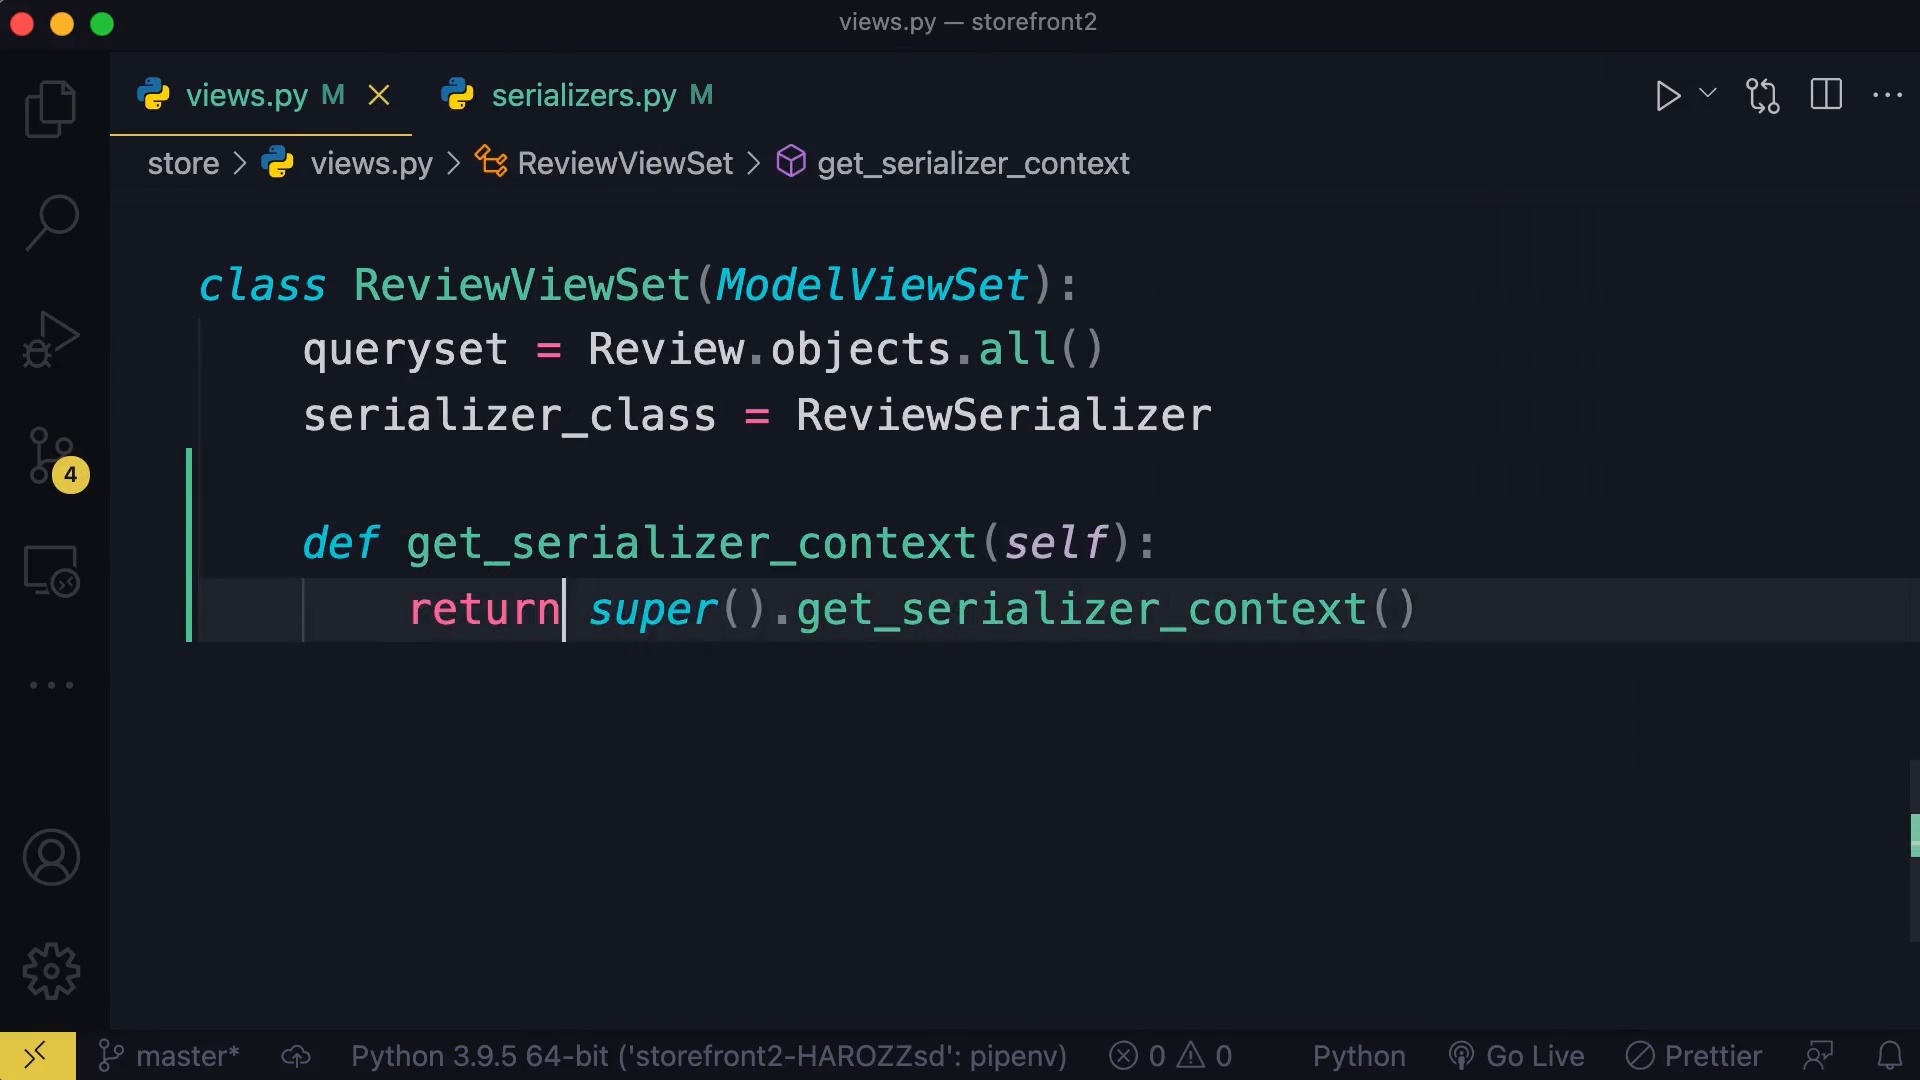 views.py — storefront2
views.py M serializers.py M
store > views.py > ReviewViewSet > get_serializer_context
class ReviewViewSet(ModelViewSet):
queryset = Review.objects.all()
serializer_class = ReviewSerializer
def get_serializer_context(self):
return super().get_serializer_context()
4
master* Python 3.9.5 64-bit ('storefront2-HAROZZsd': pipenv) 0 0 Python Go Live Prettier